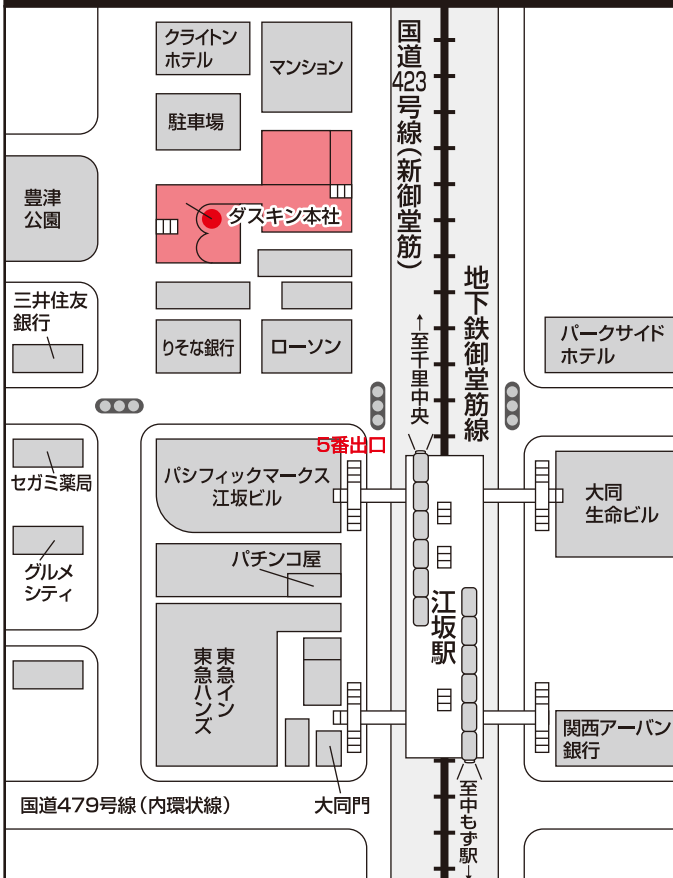 クライトン
ホテル
マンション
国道423号線(新御堂筋)
駐車場
豊津
公園
ダスキン本社
地下鉄御堂筋線
三井住友
銀行
りそな銀行
ローソン
←至千里中央
パークサイド
ホテル
5番出口
パシフィックマークス
江坂ビル
セガミ薬局
大同
生命ビル
パチンコ屋
グルメ
シティ
江坂駅
東急イン
東急ハンズ
関西アーバン
銀行
国道479号線(内環状線)
大同門
至中もず駅→